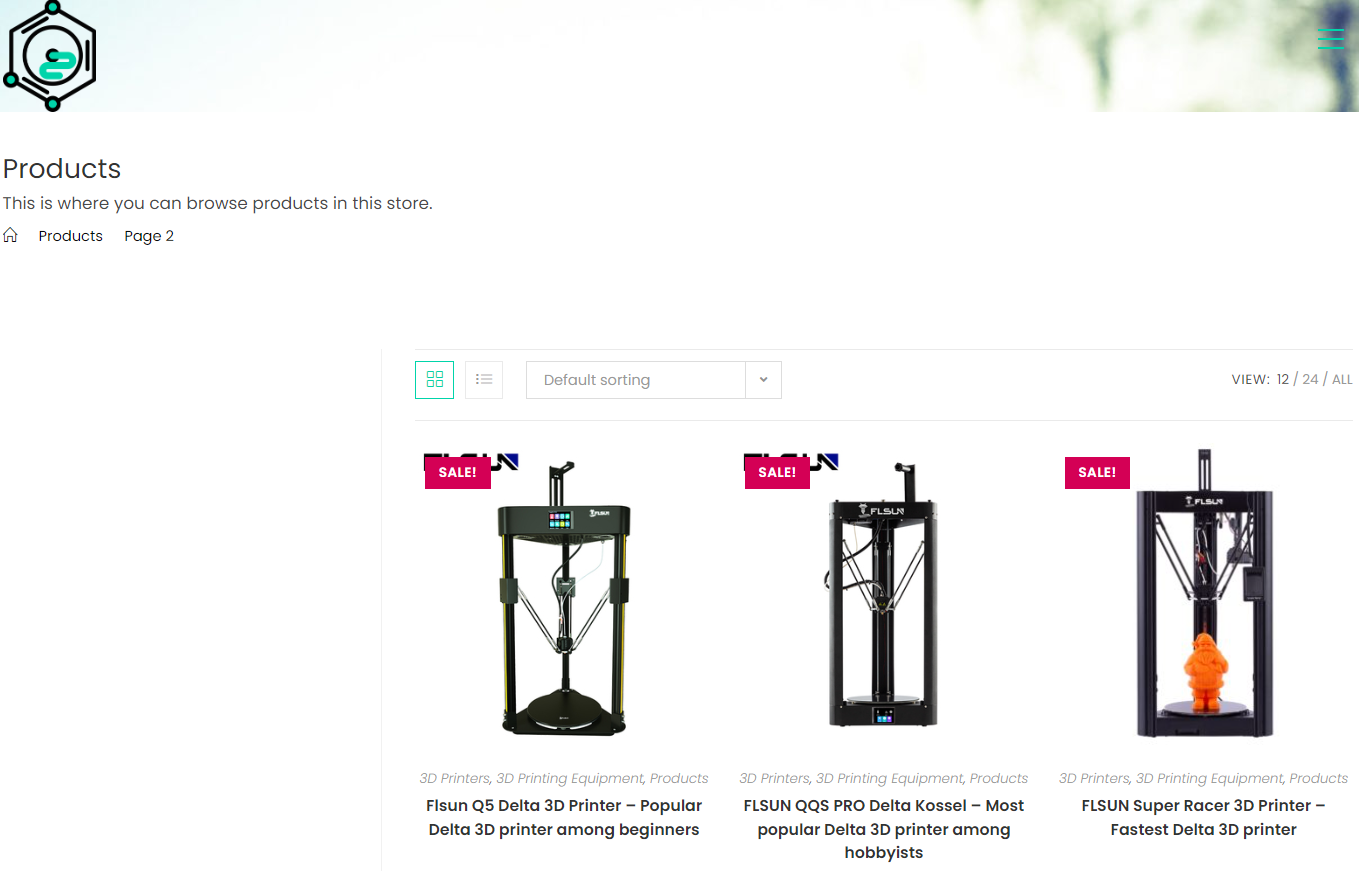 Products
This is where you can browse products in this store.
Products Page 2
Default sorting
VIEW: 12 / 24 / ALL
SALE!
SALE!
SALE!
FLSUN
FLSUN
FLSUN
3D Printers, 3D Printing Equipment, Products
Flsun Q5 Delta 3D Printer – Popular
Delta 3D printer among beginners
3D Printers, 3D Printing Equipment, Products
FLSUN QQS PRO Delta Kossel – Most
popular Delta 3D printer among
hobbyists
3D Printers, 3D Printing Equipment, Products
FLSUN Super Racer 3D Printer –
Fastest Delta 3D printer